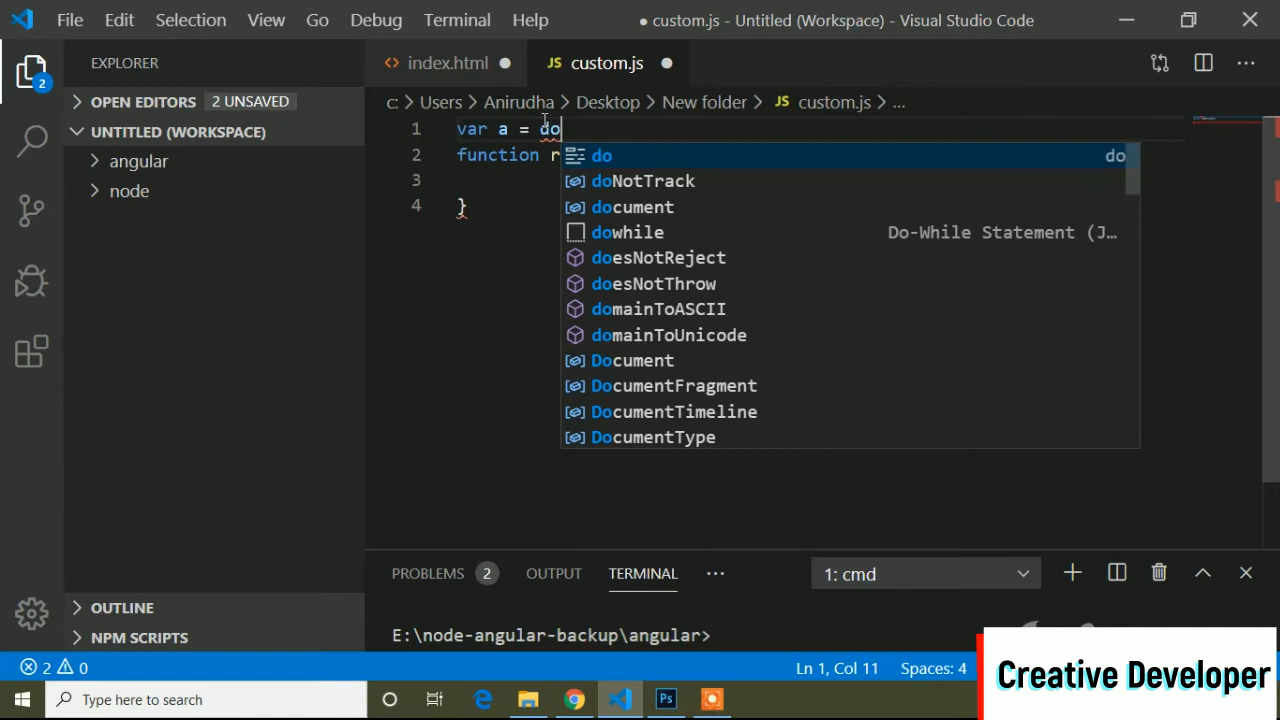 File Edit Selection View Go Debug Terminal Help ● custom.js - Untitled (Workspace) - Visual Studio Code
EXPLORER
2
OPEN EDITORS 2 UNSAVED
UNTITLED (WORKSPACE)
angular
node
OUTLINE
NPM SCRIPTS
<> index.html ●
JS custom.js ●
c: > Users > Anirudha > Desktop > New folder > JS custom.js > ...
1 var a = do
2 function r
3
4 }
do do
doNotTrack
document
dowhile Do-While Statement (J…
doesNotReject
doesNotThrow
domainToASCII
domainToUnicode
Document
DocumentFragment
DocumentTimeline
DocumentType
PROBLEMS 2 OUTPUT TERMINAL ··· 1: cmd
E:\node-angular-backup\angular>
2 0 Ln 1, Col 11 Spaces: 4
Creative Developer
Type here to search
Ps